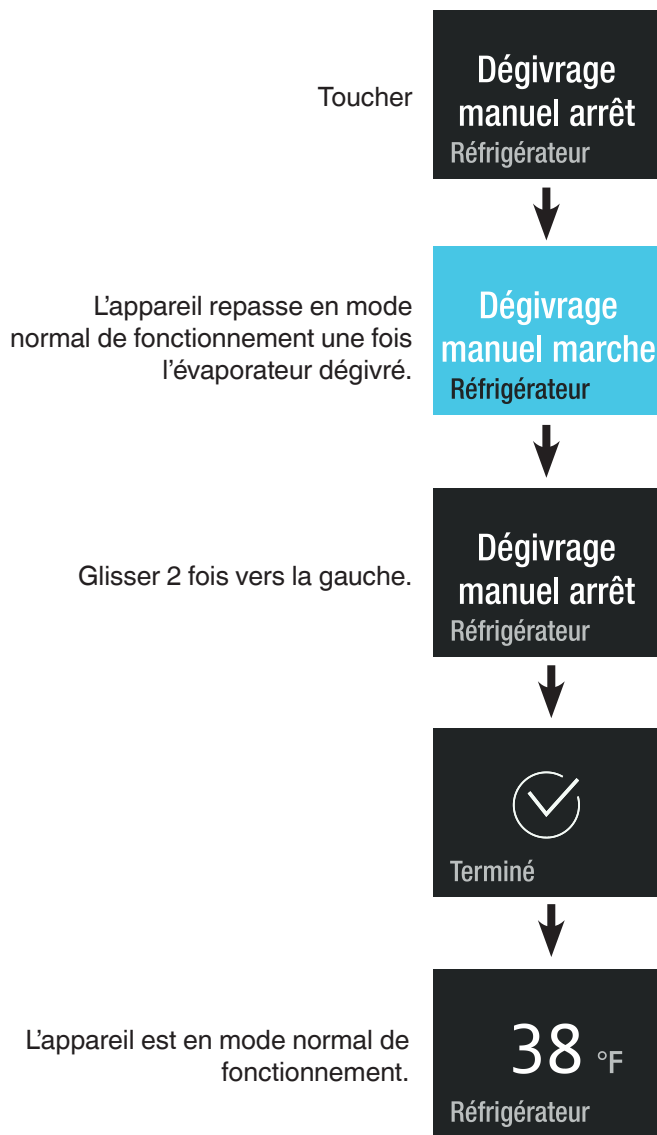 Toucher
Dégivrage
manuel arrêt
Réfrigérateur
L'appareil repasse en mode
normal de fonctionnement une fois
l'évaporateur dégivré.
Dégivrage
manuel marche
Réfrigérateur
Glisser 2 fois vers la gauche.
Dégivrage
manuel arrêt
Réfrigérateur
Terminé
L'appareil est en mode normal de
fonctionnement.
38 °F
Réfrigérateur